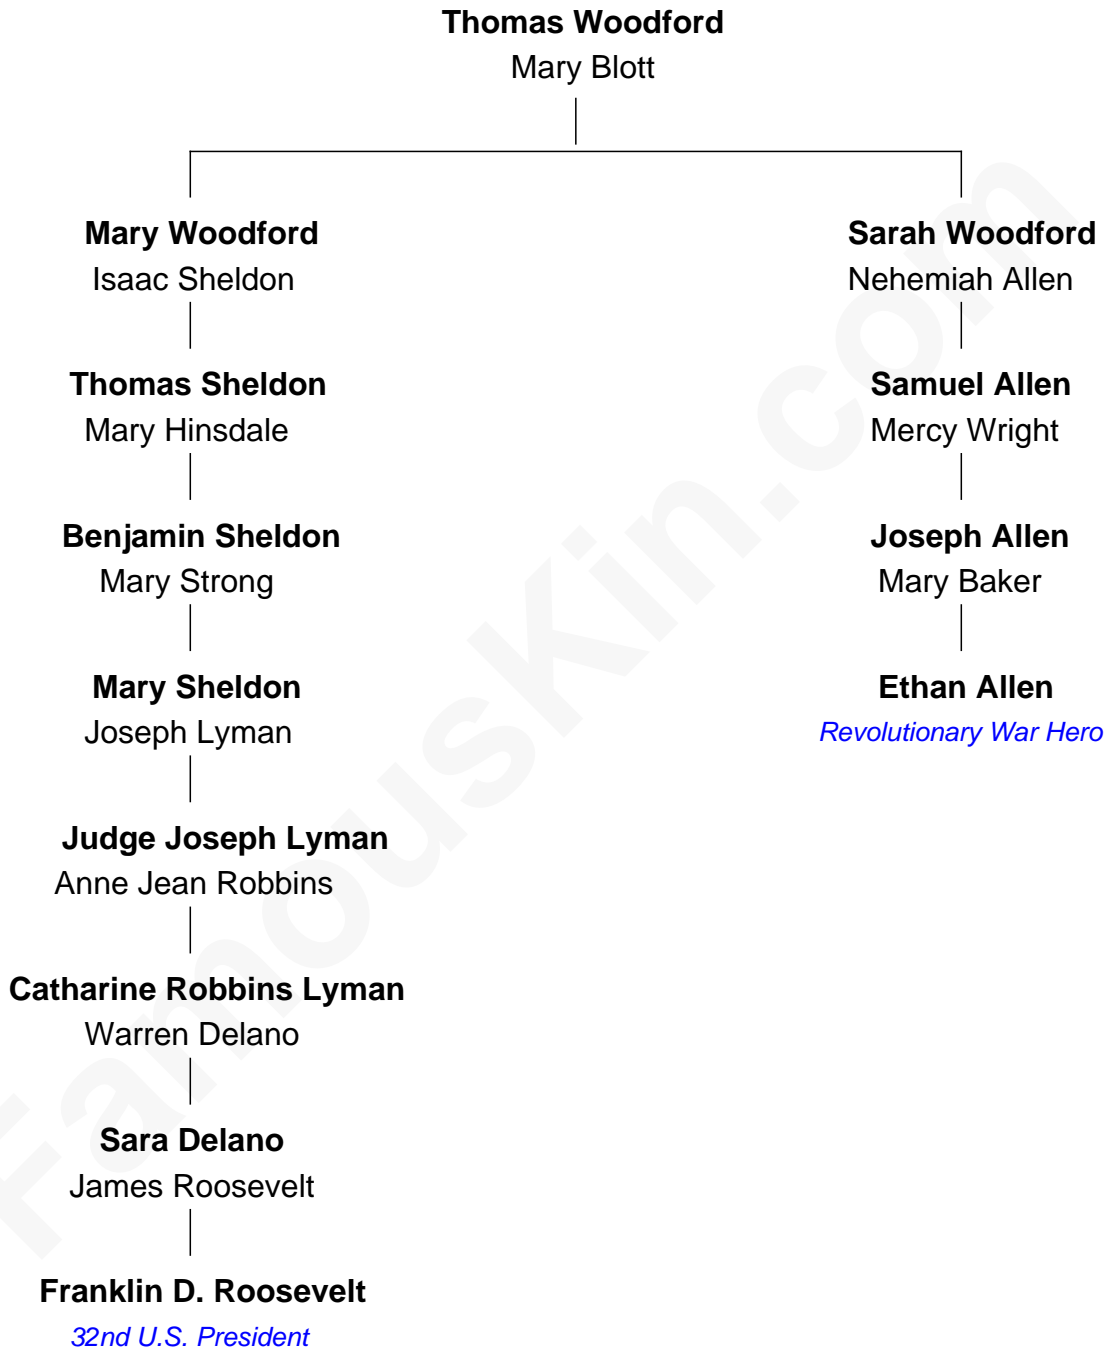 Thomas Woodford
Mary Blott
Mary Woodford
Isaac Sheldon
Sarah Woodford
Nehemiah Allen
Thomas Sheldon
Mary Hinsdale
Samuel Allen
Mercy Wright
Benjamin Sheldon
Mary Strong
Joseph Allen
Mary Baker
Mary Sheldon
Joseph Lyman
Ethan Allen
Revolutionary War Hero
Judge Joseph Lyman
Anne Jean Robbins
Catharine Robbins Lyman
Warren Delano
Sara Delano
James Roosevelt
Franklin D. Roosevelt
32nd U.S. President
FamousKin.com